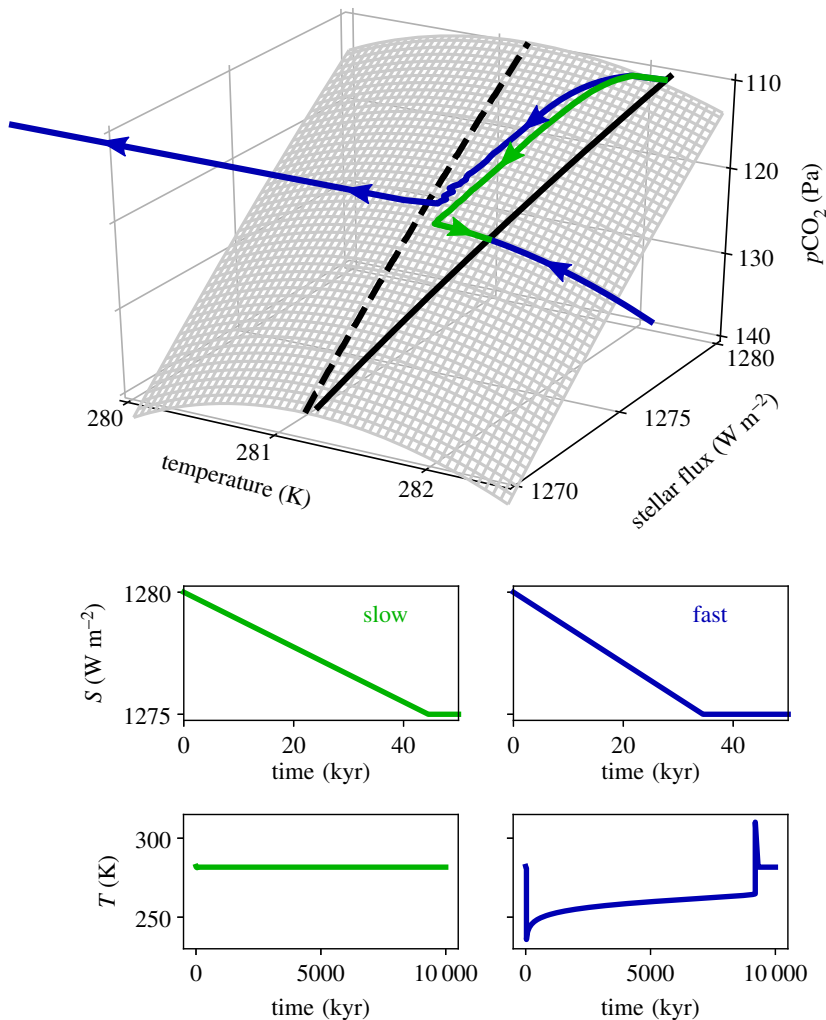 110
120
130
140
pCO₂ (Pa)
1280
1275
1270
stellar flux (W m⁻²)
280
281
282
temperature (K)
1280
1275
S (W m⁻²)
slow
0 20 40
time (kyr)
fast
0 20 40
time (kyr)
300
250
T (K)
0 5000 10 000
time (kyr)
0 5000 10 000
time (kyr)